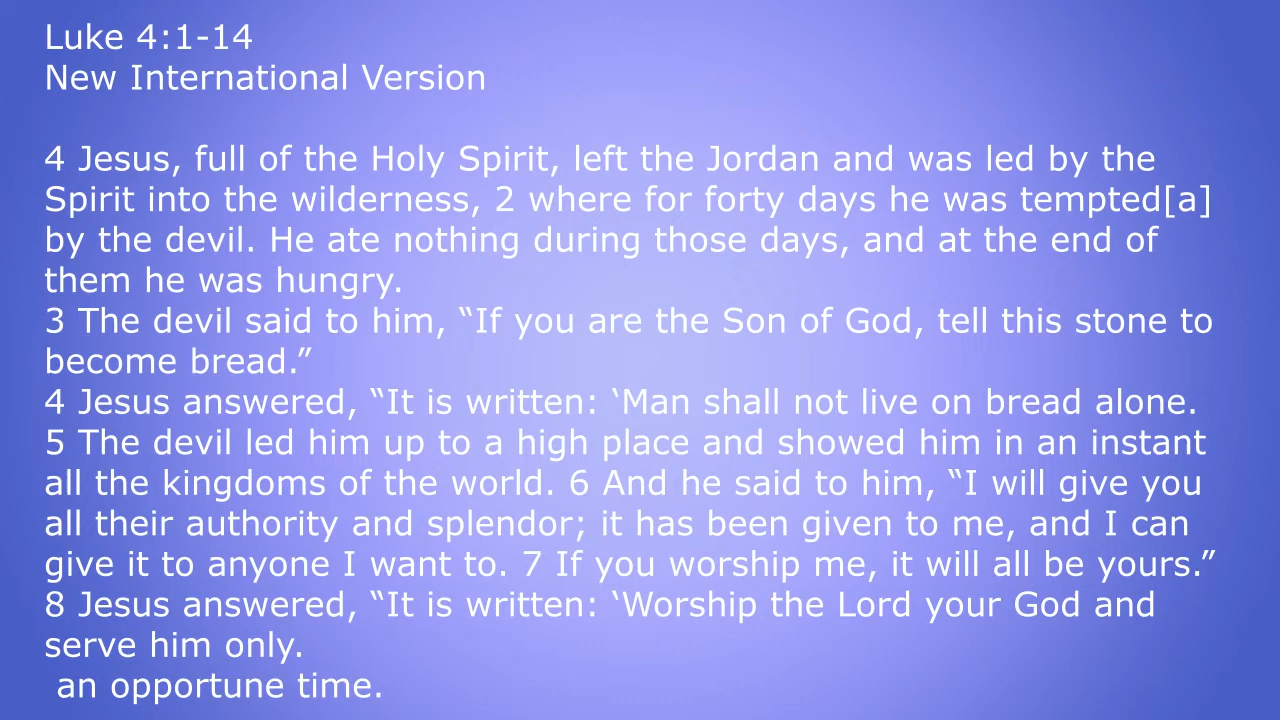 Luke 4:1-14
New International Version
4 Jesus, full of the Holy Spirit, left the Jordan and was led by the
Spirit into the wilderness, 2 where for forty days he was tempted[a]
by the devil. He ate nothing during those days, and at the end of
them he was hungry.
3 The devil said to him, “If you are the Son of God, tell this stone to
become bread.”
4 Jesus answered, “It is written: ‘Man shall not live on bread alone.
5 The devil led him up to a high place and showed him in an instant
all the kingdoms of the world. 6 And he said to him, “I will give you
all their authority and splendor; it has been given to me, and I can
give it to anyone I want to. 7 If you worship me, it will all be yours.”
8 Jesus answered, “It is written: ‘Worship the Lord your God and
serve him only.
an opportune time.